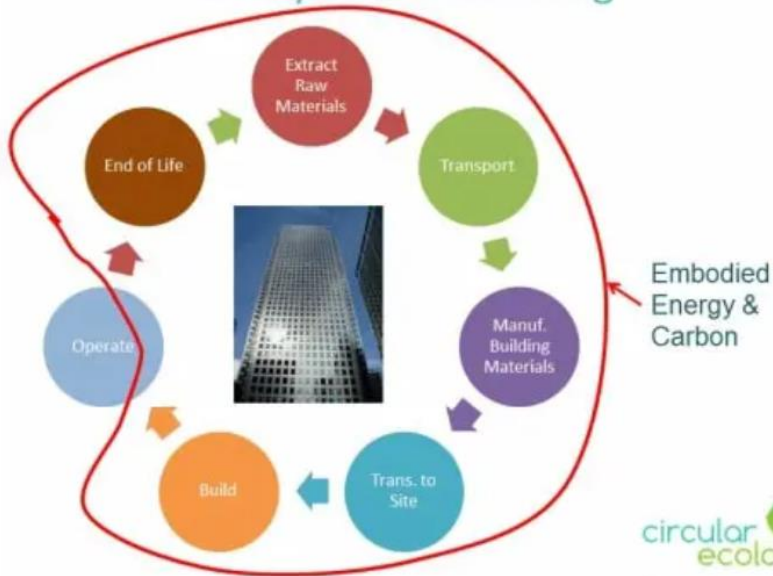 Extract
Raw
Materials
End of Life
Transport
Embodied
Energy &
Carbon
Operate
Manuf.
Building
Materials
Build
Trans. to
Site
circular